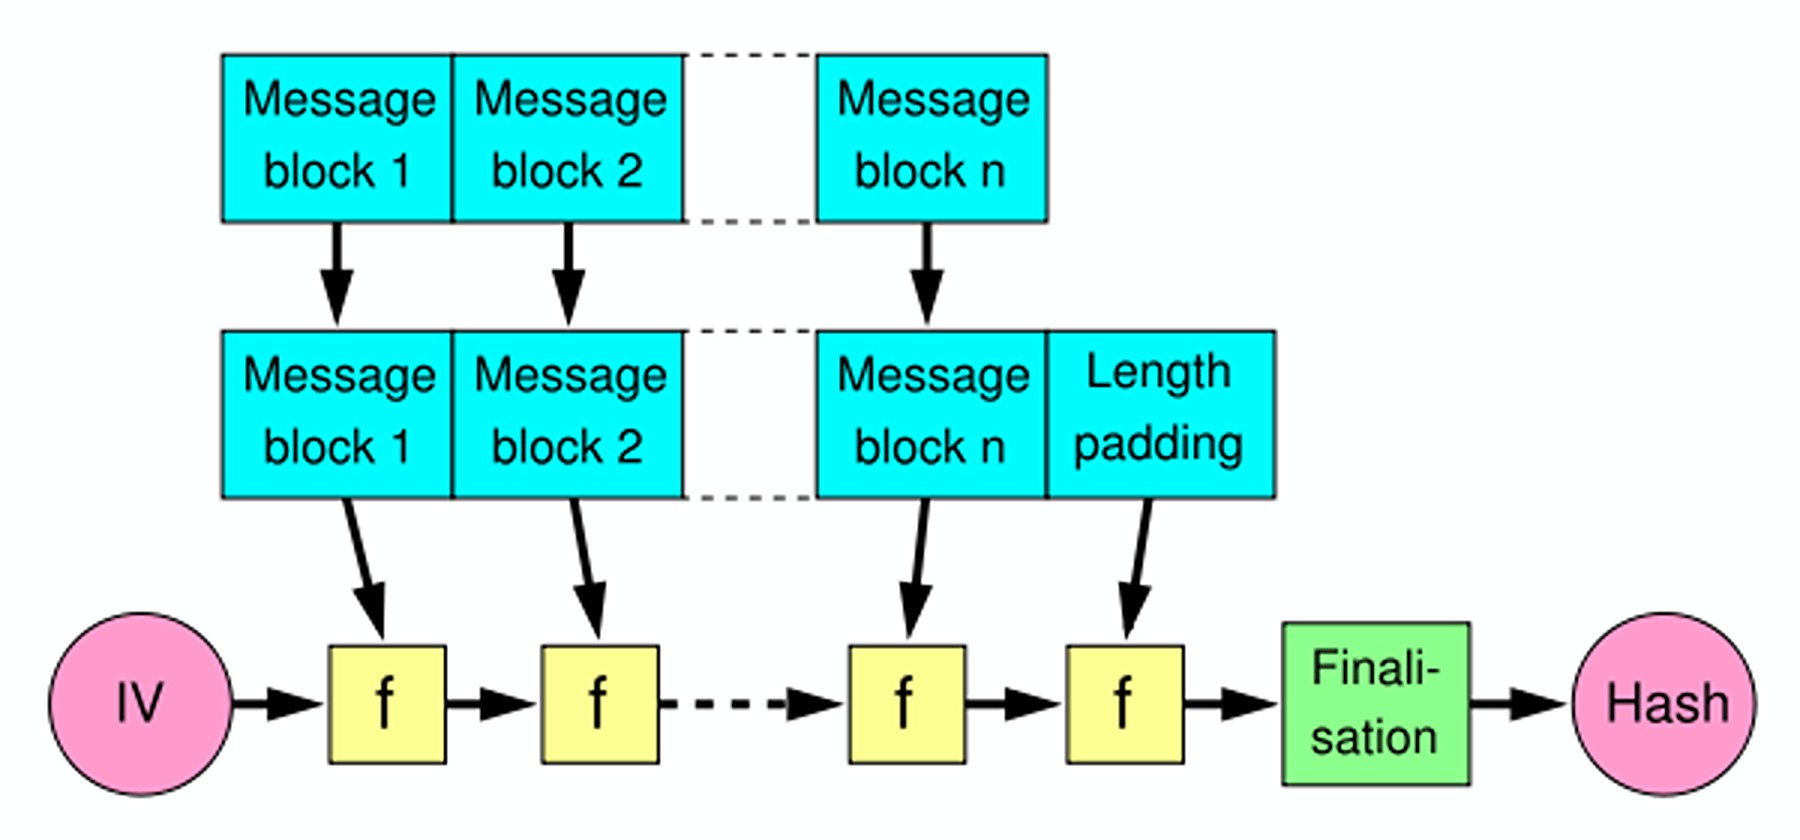 Message
block 1
Message
block 2
Message
block n
Message
block 1
Message
block 2
Message
block n
Length
padding
IV
f
f
f
f
Finali-
sation
Hash